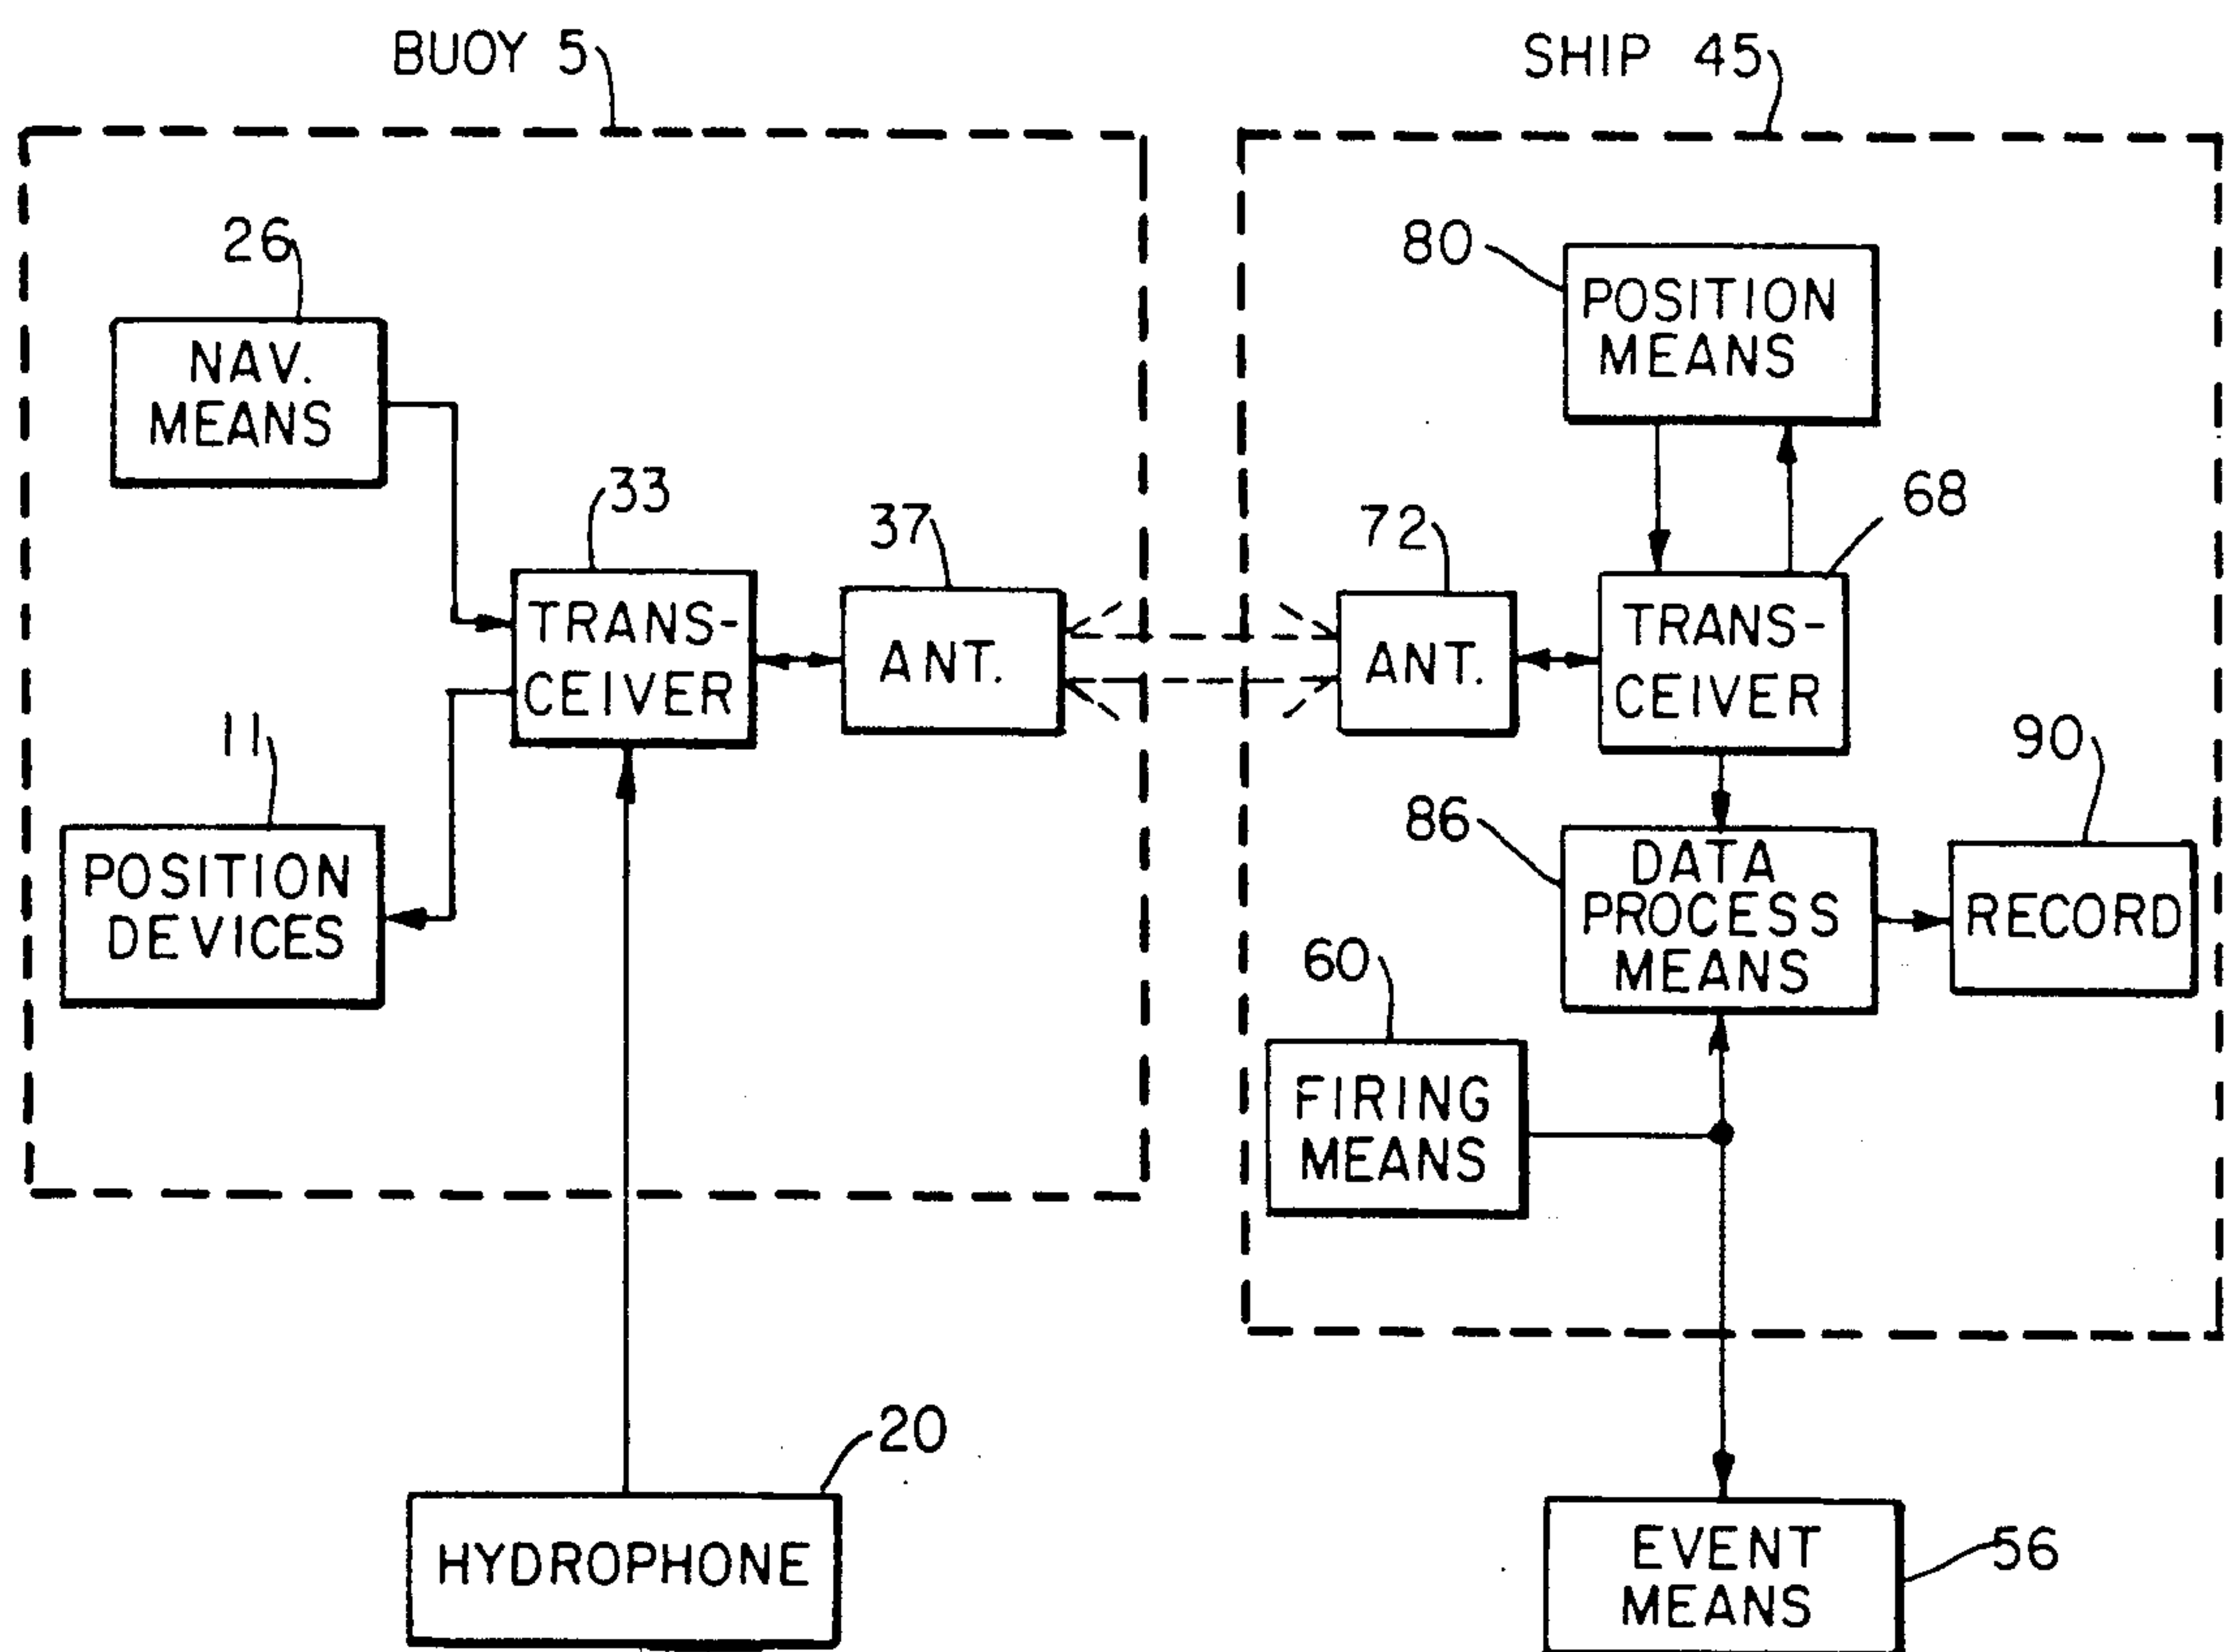 BUOY 5
SHIP 45
26
NAV.
MEANS
33
TRANS-
CEIVER
37
ANT.
11
POSITION
DEVICES
20
HYDROPHONE
80
POSITION
MEANS
72
ANT.
68
TRANS-
CEIVER
86
DATA
PROCESS
MEANS
90
RECORD
60
FIRING
MEANS
EVENT
MEANS
56